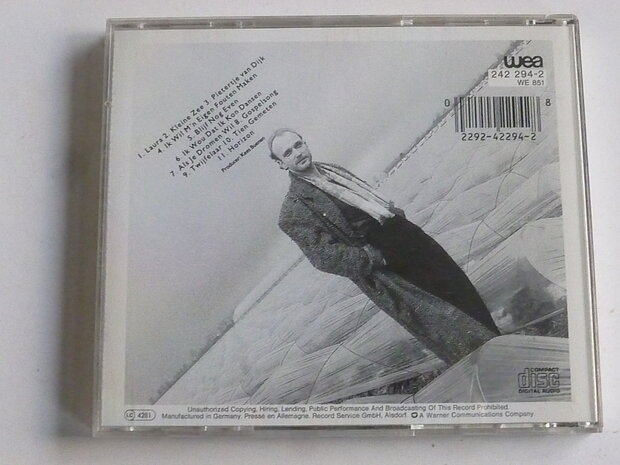 1. Laura 2. Kleine Zee 3. Pietertje van Dijk
4. Ik Wil M'n Eigen Fouten Maken
5. Blijf Nog Even
6. Ik Wou Dat Ik Kon Dansen
7. Als Je Dromen Wil 8. Gospelsong
9. Twijfelaar 10. Tien Gemeten
11. Horizon
Producer: Kees Buenen
wea
242 294-2
WE 851
0 8
2292-42294-2
COMPACT
disc
DIGITAL AUDIO
LC 4281
Unauthorized Copying, Hiring, Lending, Public Performance And Broadcasting Of This Record Prohibited.
Manufactured in Germany. Pressé en Allemagne. Record Service GmbH, Alsdorf. A Warner Communications Company